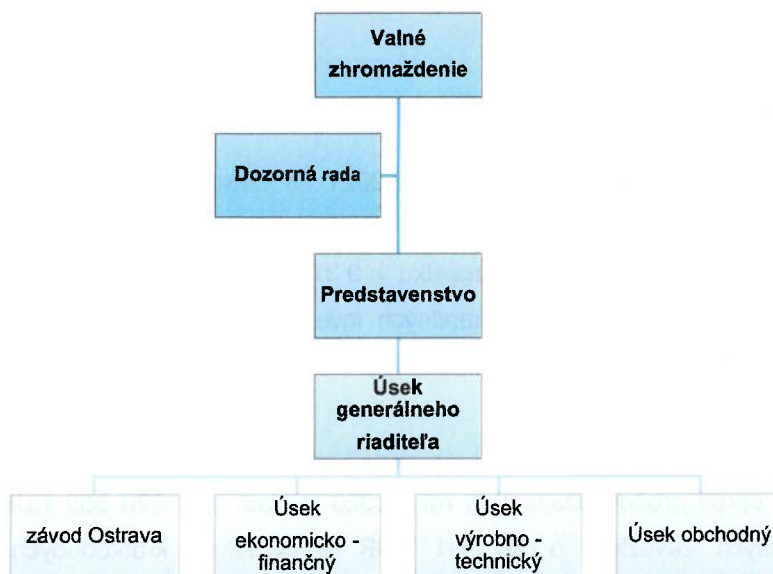 Valné
zhromaždenie
Dozorná rada
Predstavenstvo
Úsek
generálneho
riaditeľa
závod Ostrava
Úsek
ekonomicko -
finančný
Úsek
výrobno -
technický
Úsek obchodný